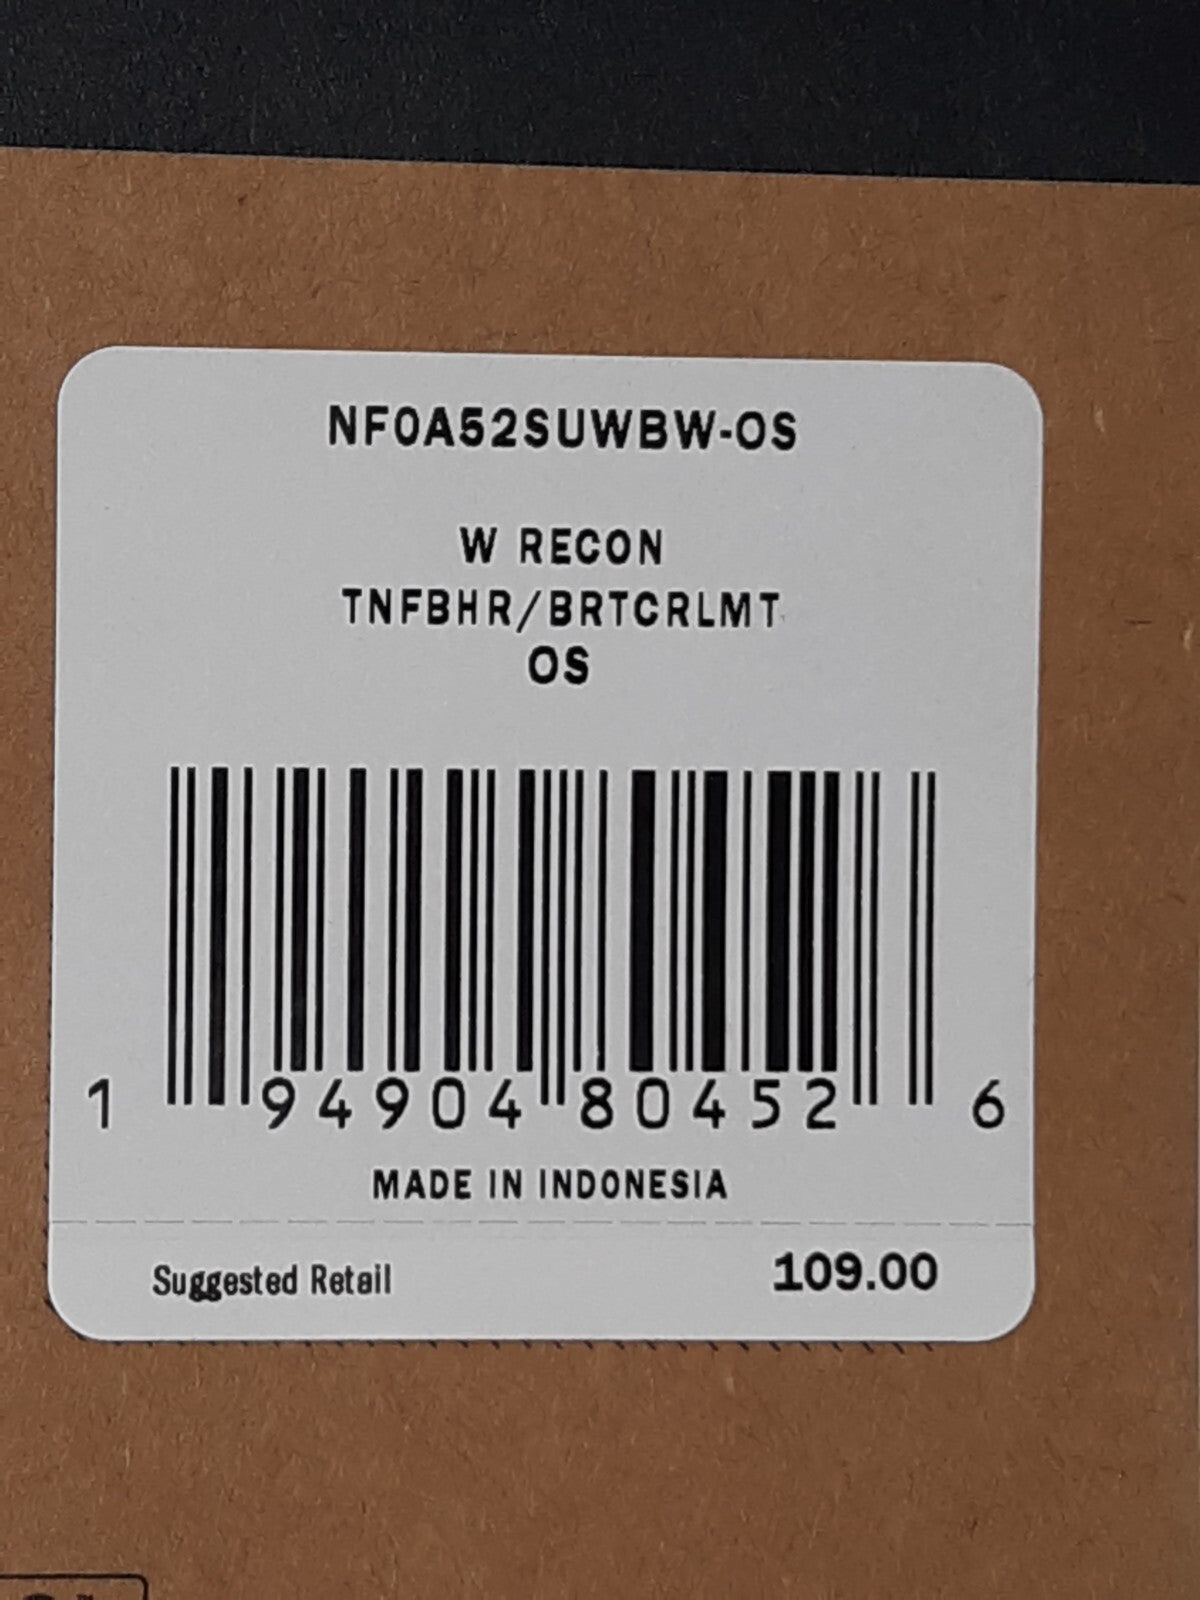 NF0A52SUWBW-OS
W RECON
TNFBHR/BRTCRLMT
OS
1 94904 80452 6
MADE IN INDONESIA
Suggested Retail 109.00